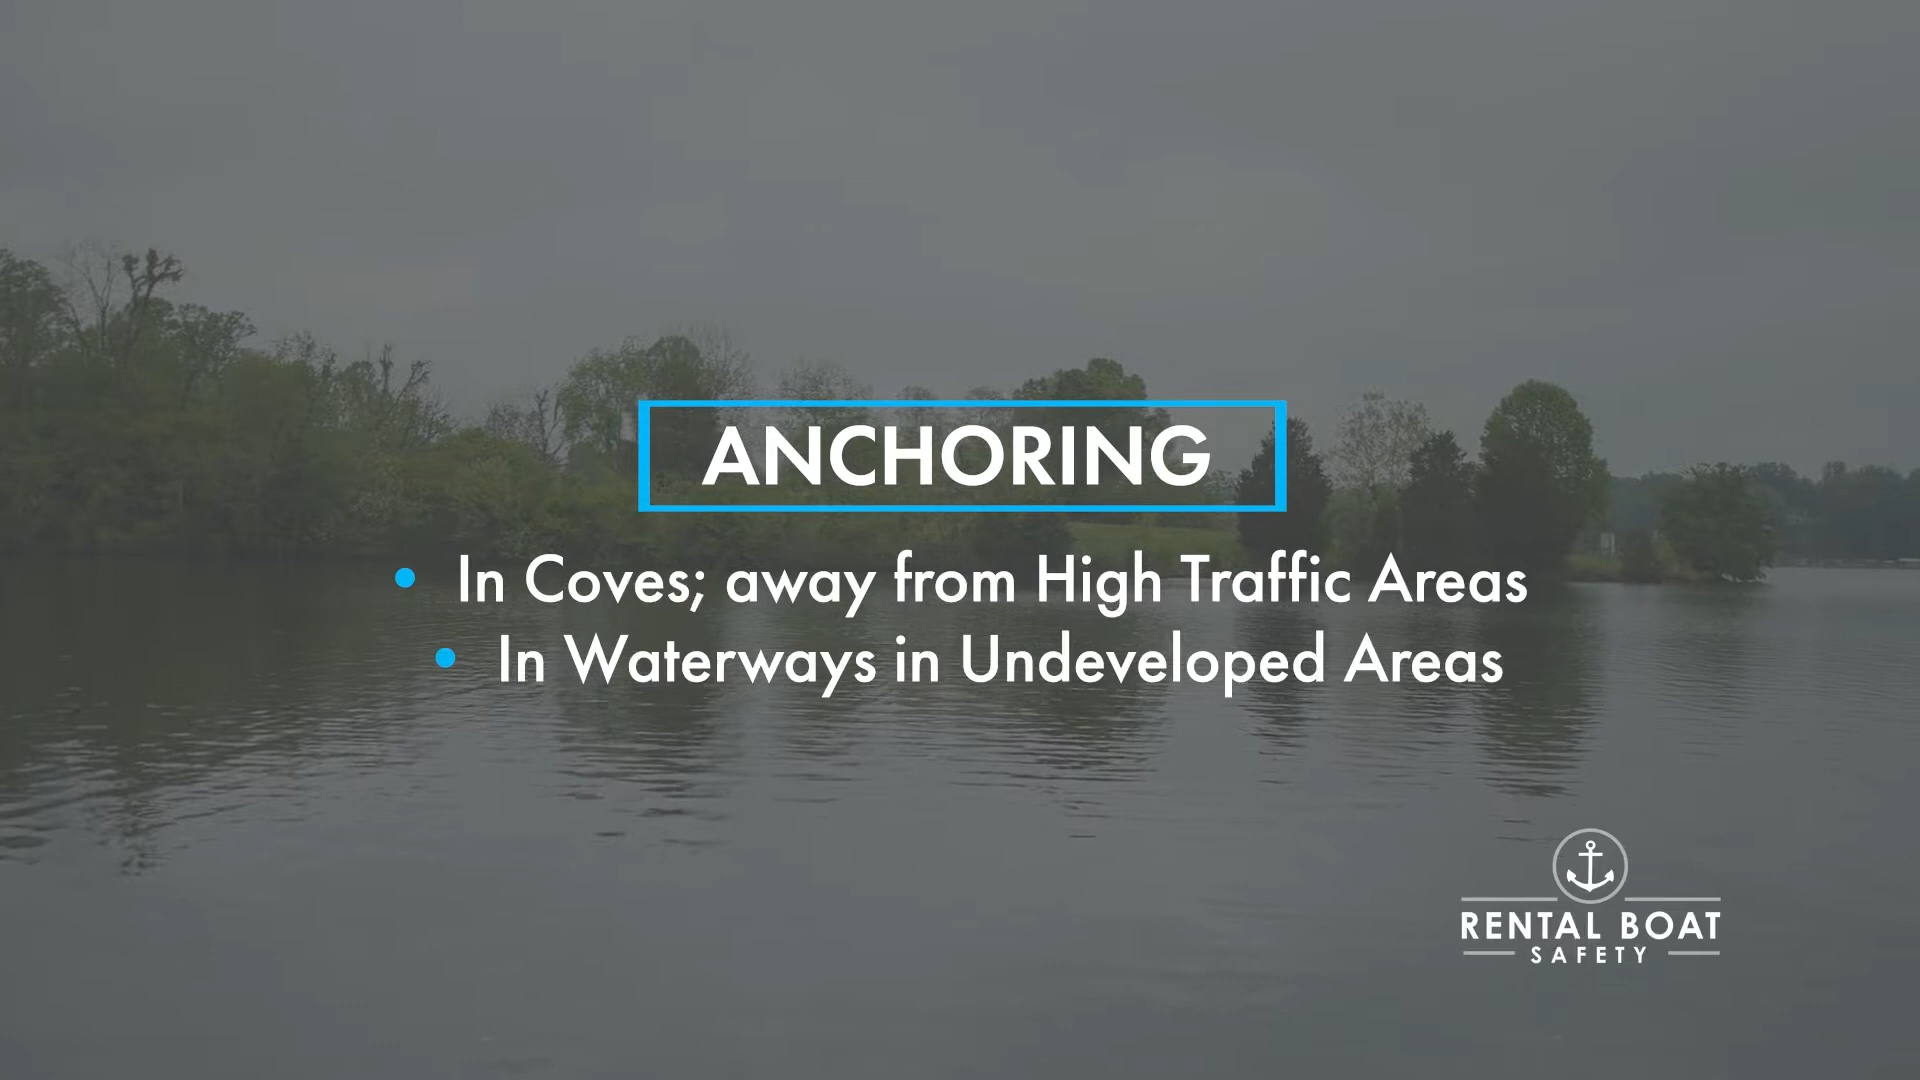 ANCHORING
• In Coves; away from High Traffic Areas
• In Waterways in Undeveloped Areas
RENTAL BOAT
SAFETY